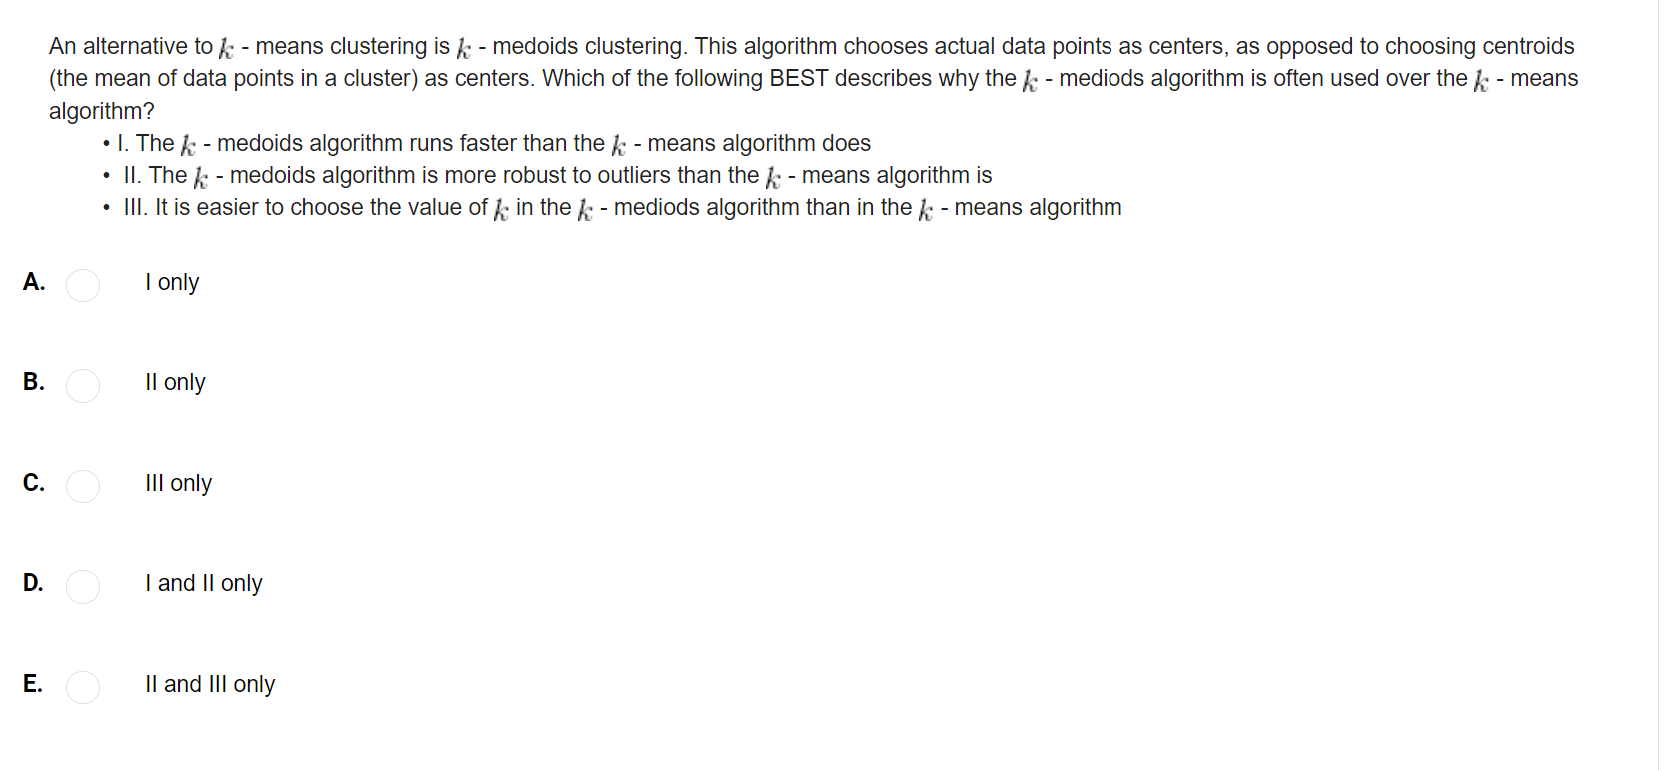 An alternative to k - means clustering is k - medoids clustering. This algorithm chooses actual data points as centers, as opposed to choosing centroids
(the mean of data points in a cluster) as centers. Which of the following BEST describes why the k - mediods algorithm is often used over the k - means
algorithm?
• I. The k - medoids algorithm runs faster than the k - means algorithm does
• II. The k - medoids algorithm is more robust to outliers than the k - means algorithm is
• III. It is easier to choose the value of k in the k - mediods algorithm than in the k - means algorithm
A. I only
B. II only
C. III only
D. I and II only
E. II and III only